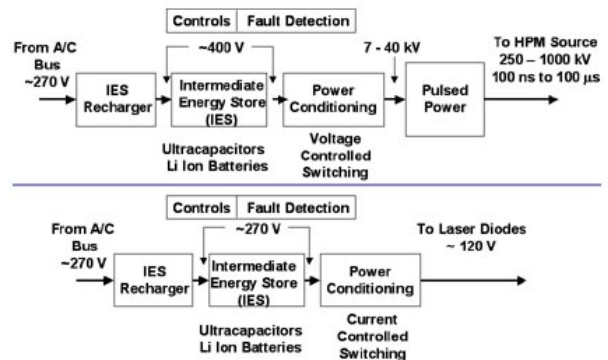 Controls Fault Detection
From A/C
Bus
~270 V
~400 V
7 - 40 kV
To HPM Source
250 – 1000 kV
100 ns to 100 µs
IES
Recharger
Intermediate
Energy Store
(IES)
Power
Conditioning
Pulsed
Power
Ultracapacitors
Li Ion Batteries
Voltage
Controlled
Switching
Controls Fault Detection
From A/C
Bus
~270 V
~270 V
To Laser Diodes
~ 120 V
IES
Recharger
Intermediate
Energy Store
(IES)
Power
Conditioning
Ultracapacitors
Li Ion Batteries
Current
Controlled
Switching